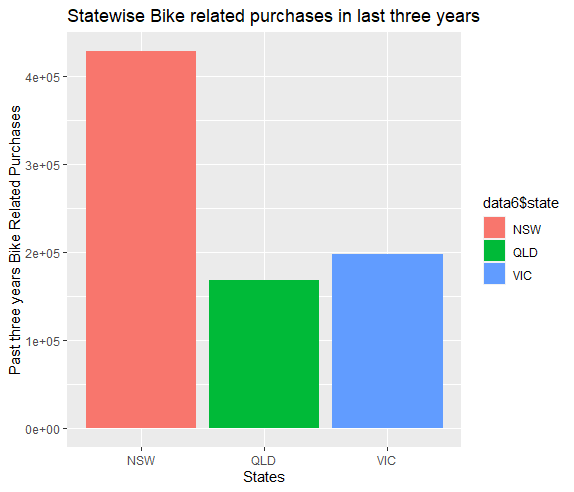 Statewise Bike related purchases in last three years
Past three years Bike Related Purchases
4e+05
3e+05
2e+05
1e+05
0e+00
NSW
QLD
VIC
States
data6$state
NSW
QLD
VIC